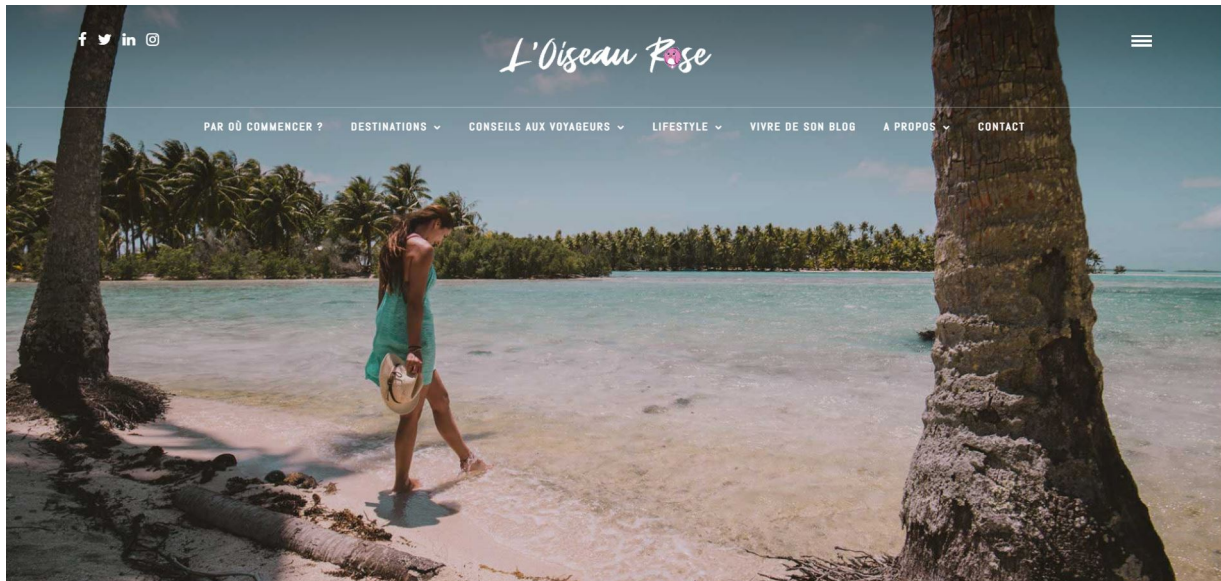 L'Oiseau Rose
PAR OÙ COMMENCER ? DESTINATIONS CONSEILS AUX VOYAGEURS LIFESTYLE VIVRE DE SON BLOG A PROPOS CONTACT